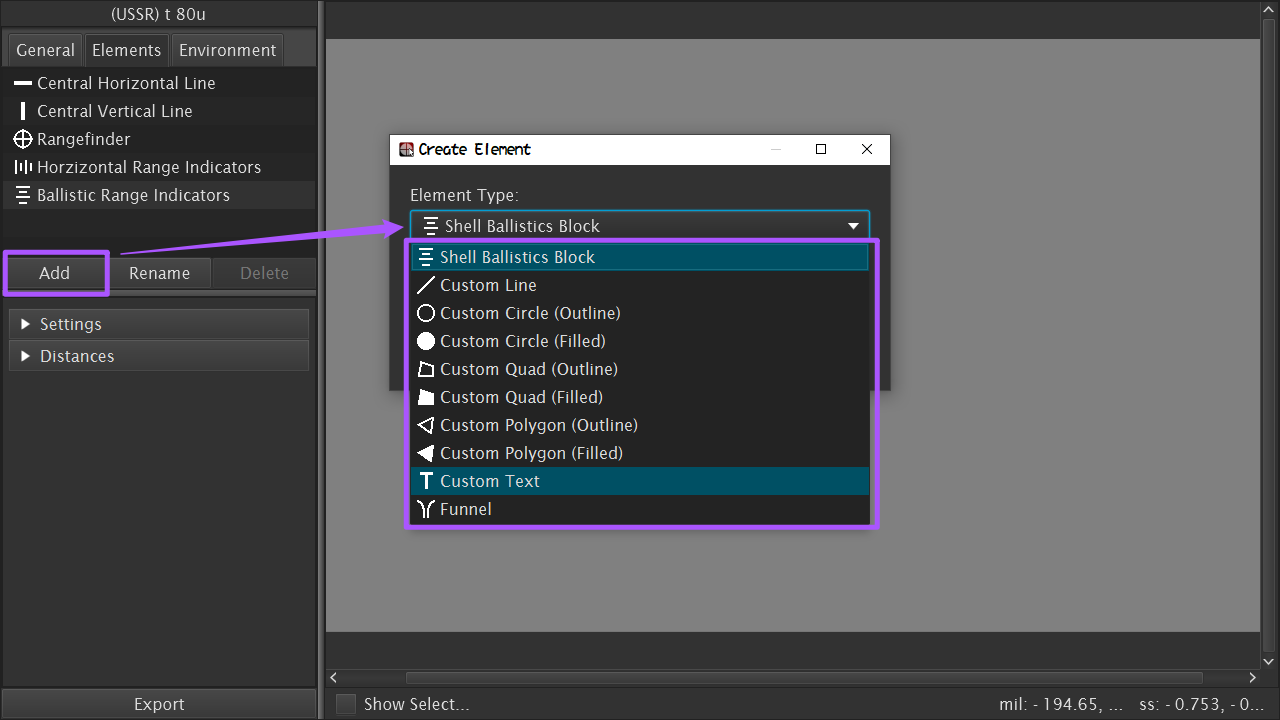 (USSR) t 80u
General Elements Environment
Central Horizontal Line
Central Vertical Line
Rangefinder
Horzizontal Range Indicators
Ballistic Range Indicators
Add Rename Delete
Settings
Distances
Export
Create Element
Element Type:
Shell Ballistics Block
Shell Ballistics Block
Custom Line
Custom Circle (Outline)
Custom Circle (Filled)
Custom Quad (Outline)
Custom Quad (Filled)
Custom Polygon (Outline)
Custom Polygon (Filled)
Custom Text
Funnel
Show Select... mil: - 194.65, ... ss: - 0.753, - 0...